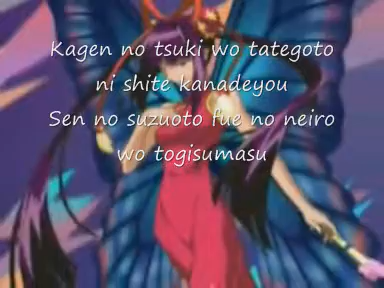 Kagen no tsuki wo tategoto
ni shite kanadeyou
Sen no suzuoto fue no neiro
wo togisumasu